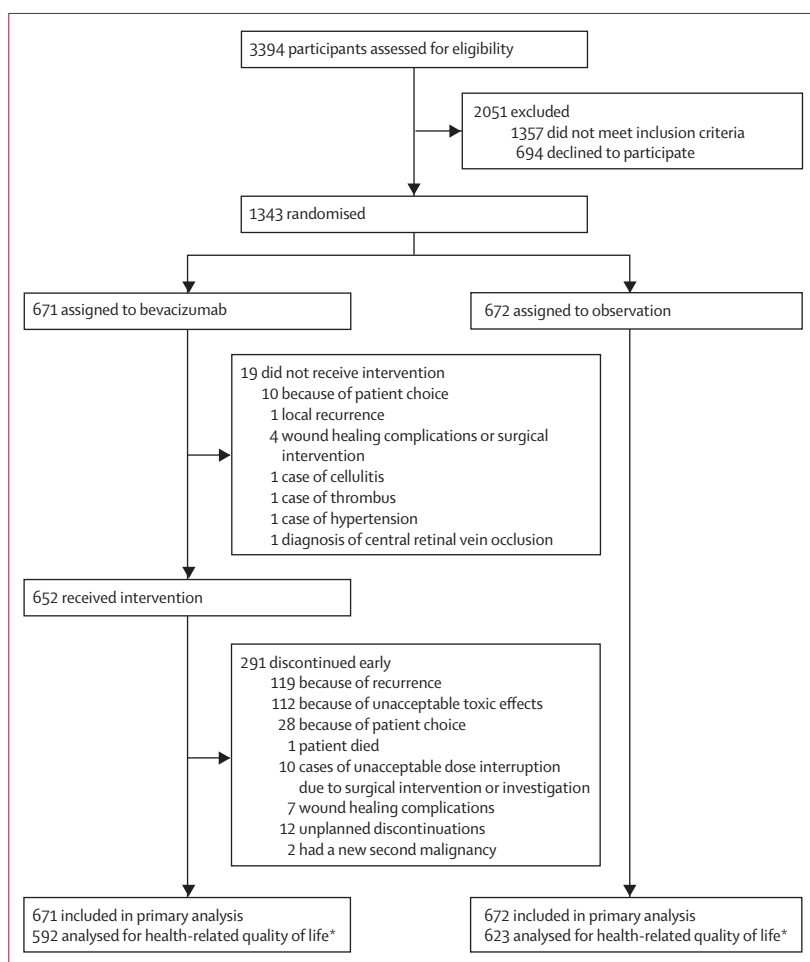 3394 participants assessed for eligibility
2051 excluded
1357 did not meet inclusion criteria
694 declined to participate
1343 randomised
671 assigned to bevacizumab
672 assigned to observation
19 did not receive intervention
10 because of patient choice
1 local recurrence
4 wound healing complications or surgical
intervention
1 case of cellulitis
1 case of thrombus
1 case of hypertension
1 diagnosis of central retinal vein occlusion
652 received intervention
291 discontinued early
119 because of recurrence
112 because of unacceptable toxic effects
28 because of patient choice
1 patient died
10 cases of unacceptable dose interruption
due to surgical intervention or investigation
7 wound healing complications
12 unplanned discontinuations
2 had a new second malignancy
671 included in primary analysis
592 analysed for health-related quality of life*
672 included in primary analysis
623 analysed for health-related quality of life*